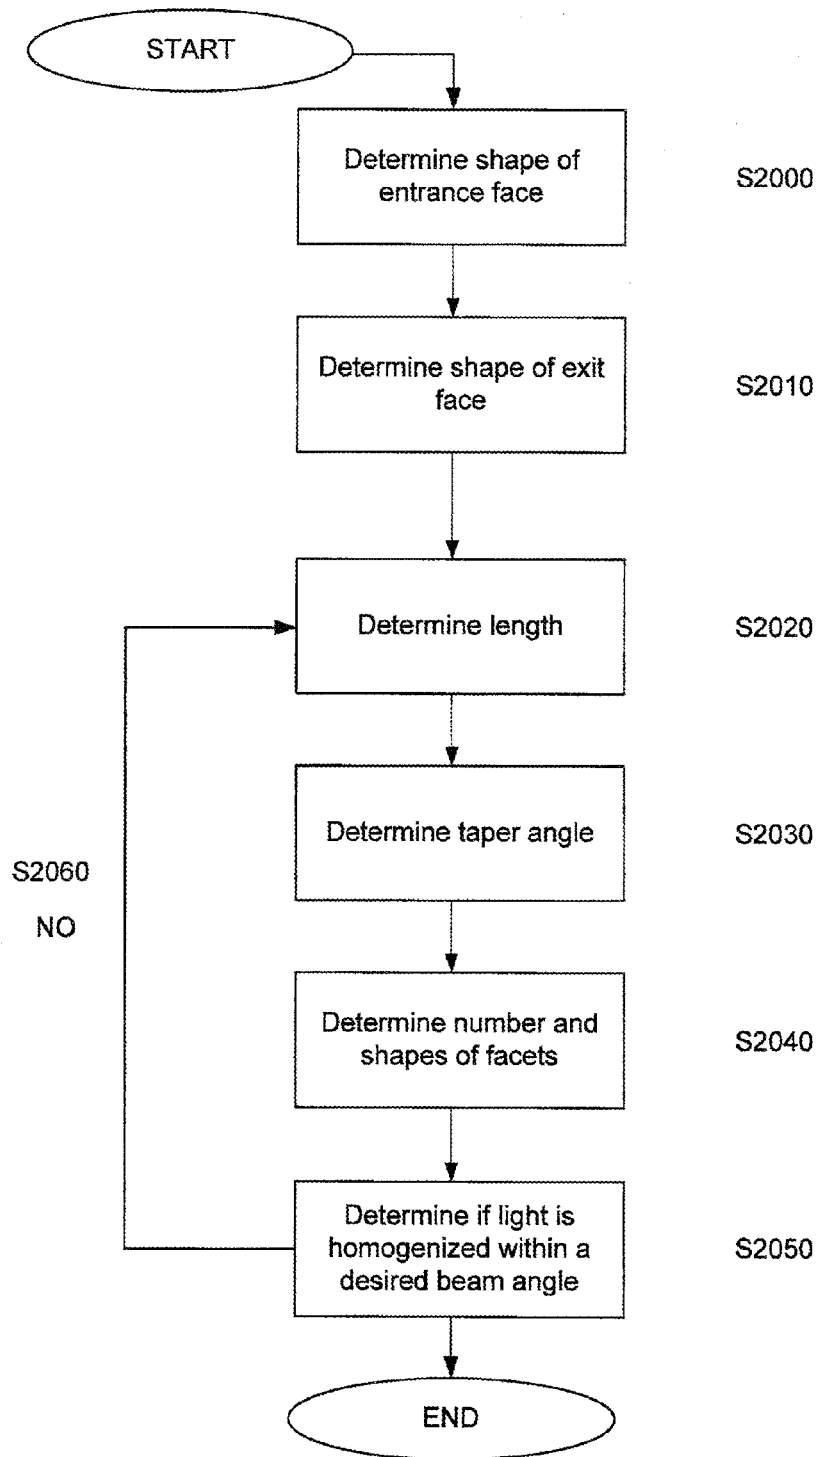 START
Determine shape of
entrance face
S2000
Determine shape of exit
face
S2010
Determine length
S2020
Determine taper angle
S2030
S2060
NO
Determine number and
shapes of facets
S2040
Determine if light is
homogenized within a
desired beam angle
S2050
END